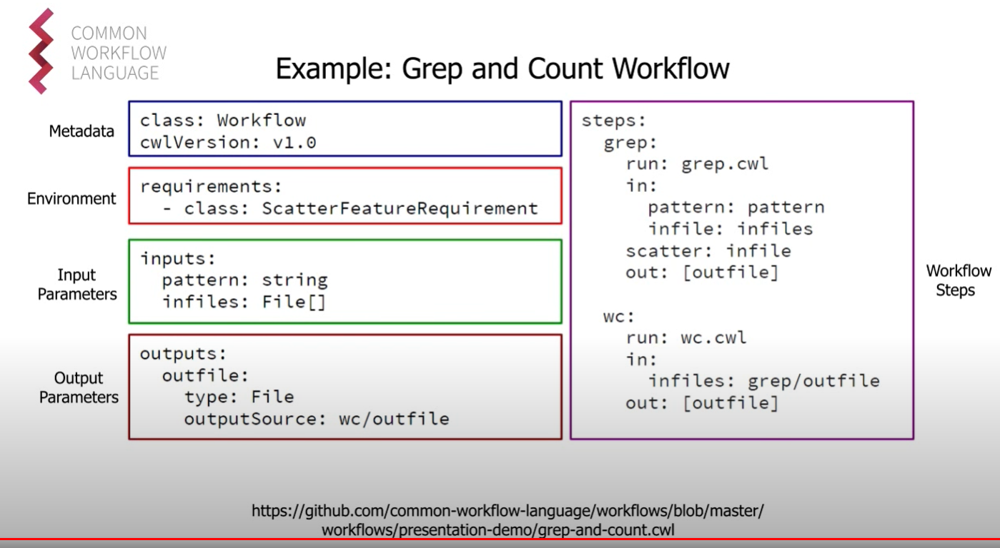 COMMON
WORKFLOW
LANGUAGE
Example: Grep and Count Workflow
Metadata
class: Workflow
cwlVersion: v1.0
Environment
requirements:
- class: ScatterFeatureRequirement
Input
Parameters
inputs:
pattern: string
infiles: File[]
Output
Parameters
outputs:
outfile:
type: File
outputSource: wc/outfile
steps:
grep:
run: grep.cwl
in:
pattern: pattern
infile: infiles
scatter: infile
out: [outfile]
wc:
run: wc.cwl
in:
infiles: grep/outfile
out: [outfile]
Workflow
Steps
https://github.com/common-workflow-language/workflows/blob/master/
workflows/presentation-demo/grep-and-count.cwl